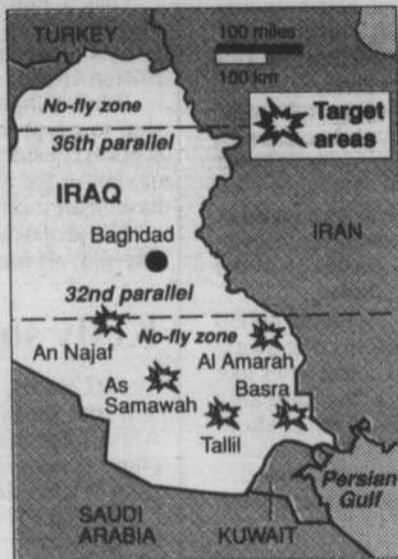 TURKEY
100 miles
100 km
No-fly zone
Target
areas
36th parallel
IRAQ
IRAN
Baghdad
32nd parallel
No-fly zone
An Najaf
Al Amarah
As
Samawah
Basra
Tallil
Persian
Gulf
SAUDI
ARABIA
KUWAIT